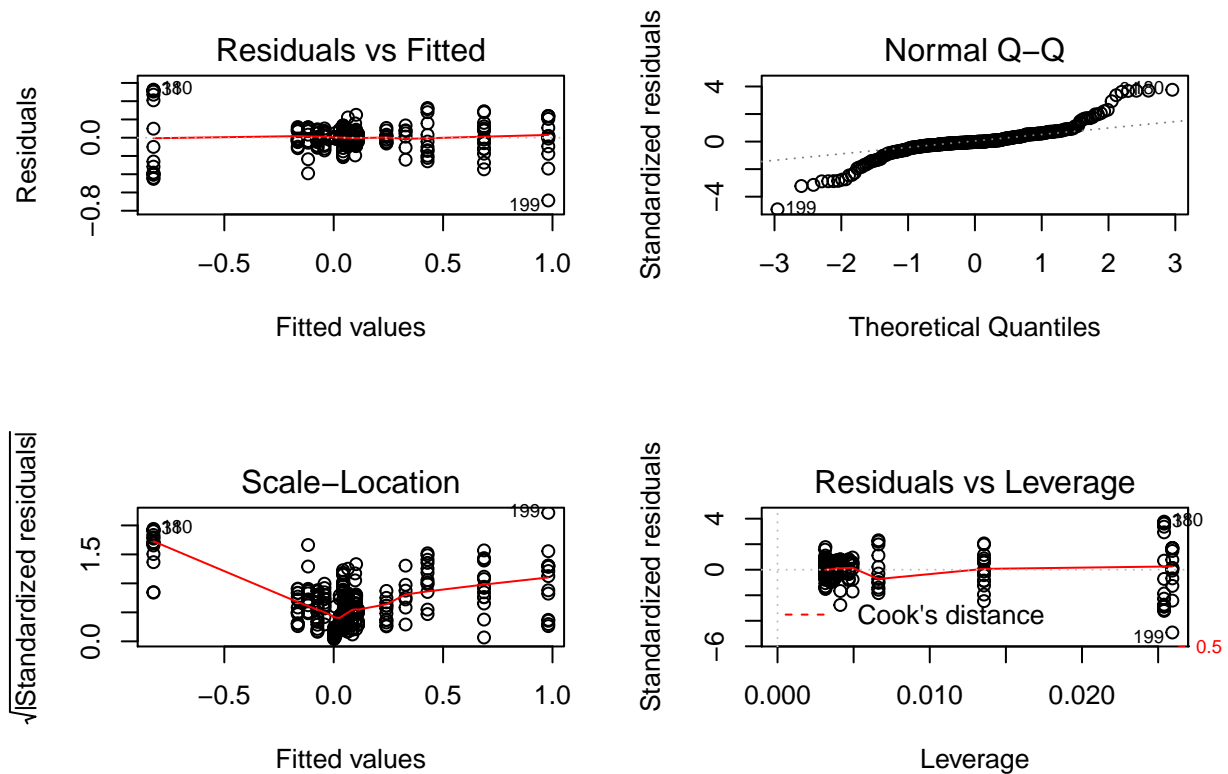 Residuals vs Fitted
Residuals
0.0
−0.8
199
−0.5
0.0
0.5
1.0
Fitted values
Normal Q−Q
Standardized residuals
4
0
−4
199
−3
−2
−1
0
1
2
3
Theoretical Quantiles
Scale−Location
√|Standardized residuals|
1.5
0.0
199
−0.5
0.0
0.5
1.0
Fitted values
Residuals vs Leverage
Standardized residuals
4
0
−6
Cook's distance
199
0.5
0.000
0.010
0.020
Leverage